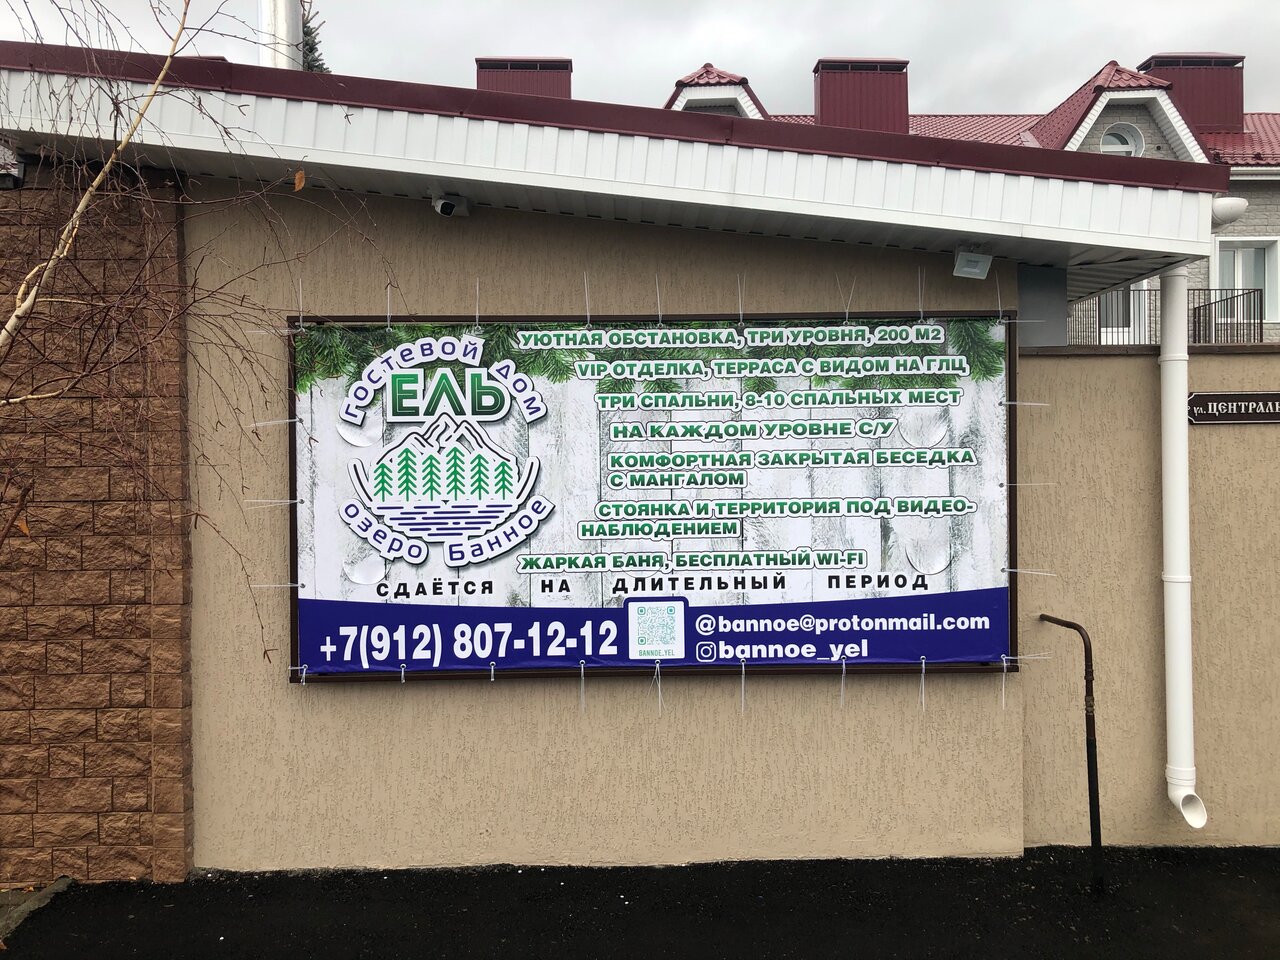 ГОСТЕВОЙ ДОМ
ЕЛЬ
ОЗЕРО БАННОЕ
УЮТНАЯ ОБСТАНОВКА, ТРИ УРОВНЯ, 200 М2
VIP ОТДЕЛКА, ТЕРРАСА С ВИДОМ НА ГЛЦ
ТРИ СПАЛЬНИ, 8-10 СПАЛЬНЫХ МЕСТ
НА КАЖДОМ УРОВНЕ С/У
КОМФОРТНАЯ ЗАКРЫТАЯ БЕСЕДКА
С МАНГАЛОМ
СТОЯНКА И ТЕРРИТОРИЯ ПОД ВИДЕО-
НАБЛЮДЕНИЕМ
ЖАРКАЯ БАНЯ, БЕСПЛАТНЫЙ WI-FI
СДАЁТСЯ НА ДЛИТЕЛЬНЫЙ ПЕРИОД
+7(912) 807-12-12
BANNOE_YEL
@bannoe@protonmail.com
bannoe_yel
ул. ЦЕНТРАЛЬ